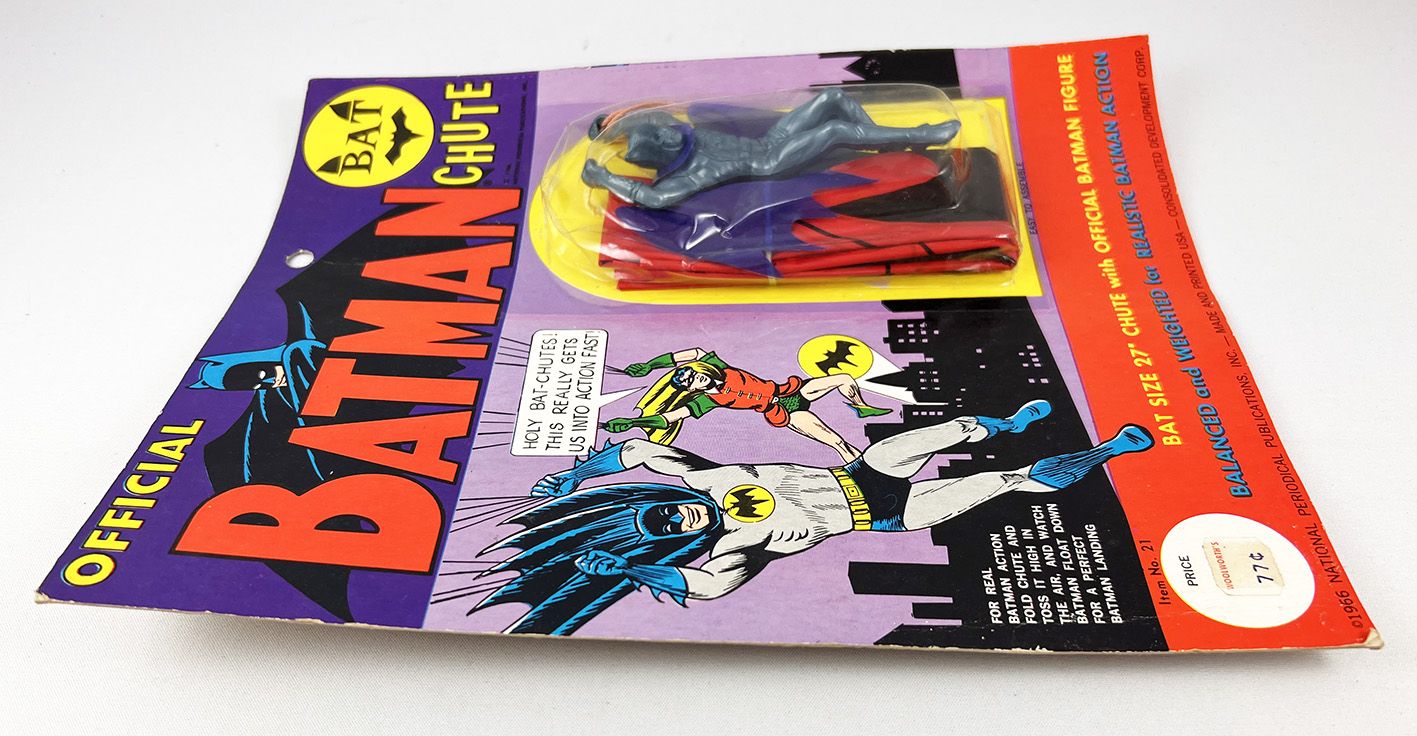 OFFICIAL
BATMAN
BAT
CHUTE
HOLY BAT-CHUTES!
THIS REALLY GETS
US INTO ACTION FAST!
EASY TO ASSEMBLE
FOR REAL
BATMAN ACTION
FOLD CHUTE AND
TOSS IT HIGH IN
THE AIR, AND WATCH
BATMAN FLOAT DOWN
FOR A PERFECT
BATMAN LANDING
BAT SIZE 27" CHUTE with OFFICIAL BATMAN FIGURE
BALANCED and WEIGHTED for REALISTIC BATMAN ACTION
Item No. 21
PRICE
WOOLWORTH'S
77¢
©1966 NATIONAL PERIODICAL PUBLICATIONS, INC. — MADE AND PRINTED USA — CONSOLIDATED DEVELOPMENT CORP.